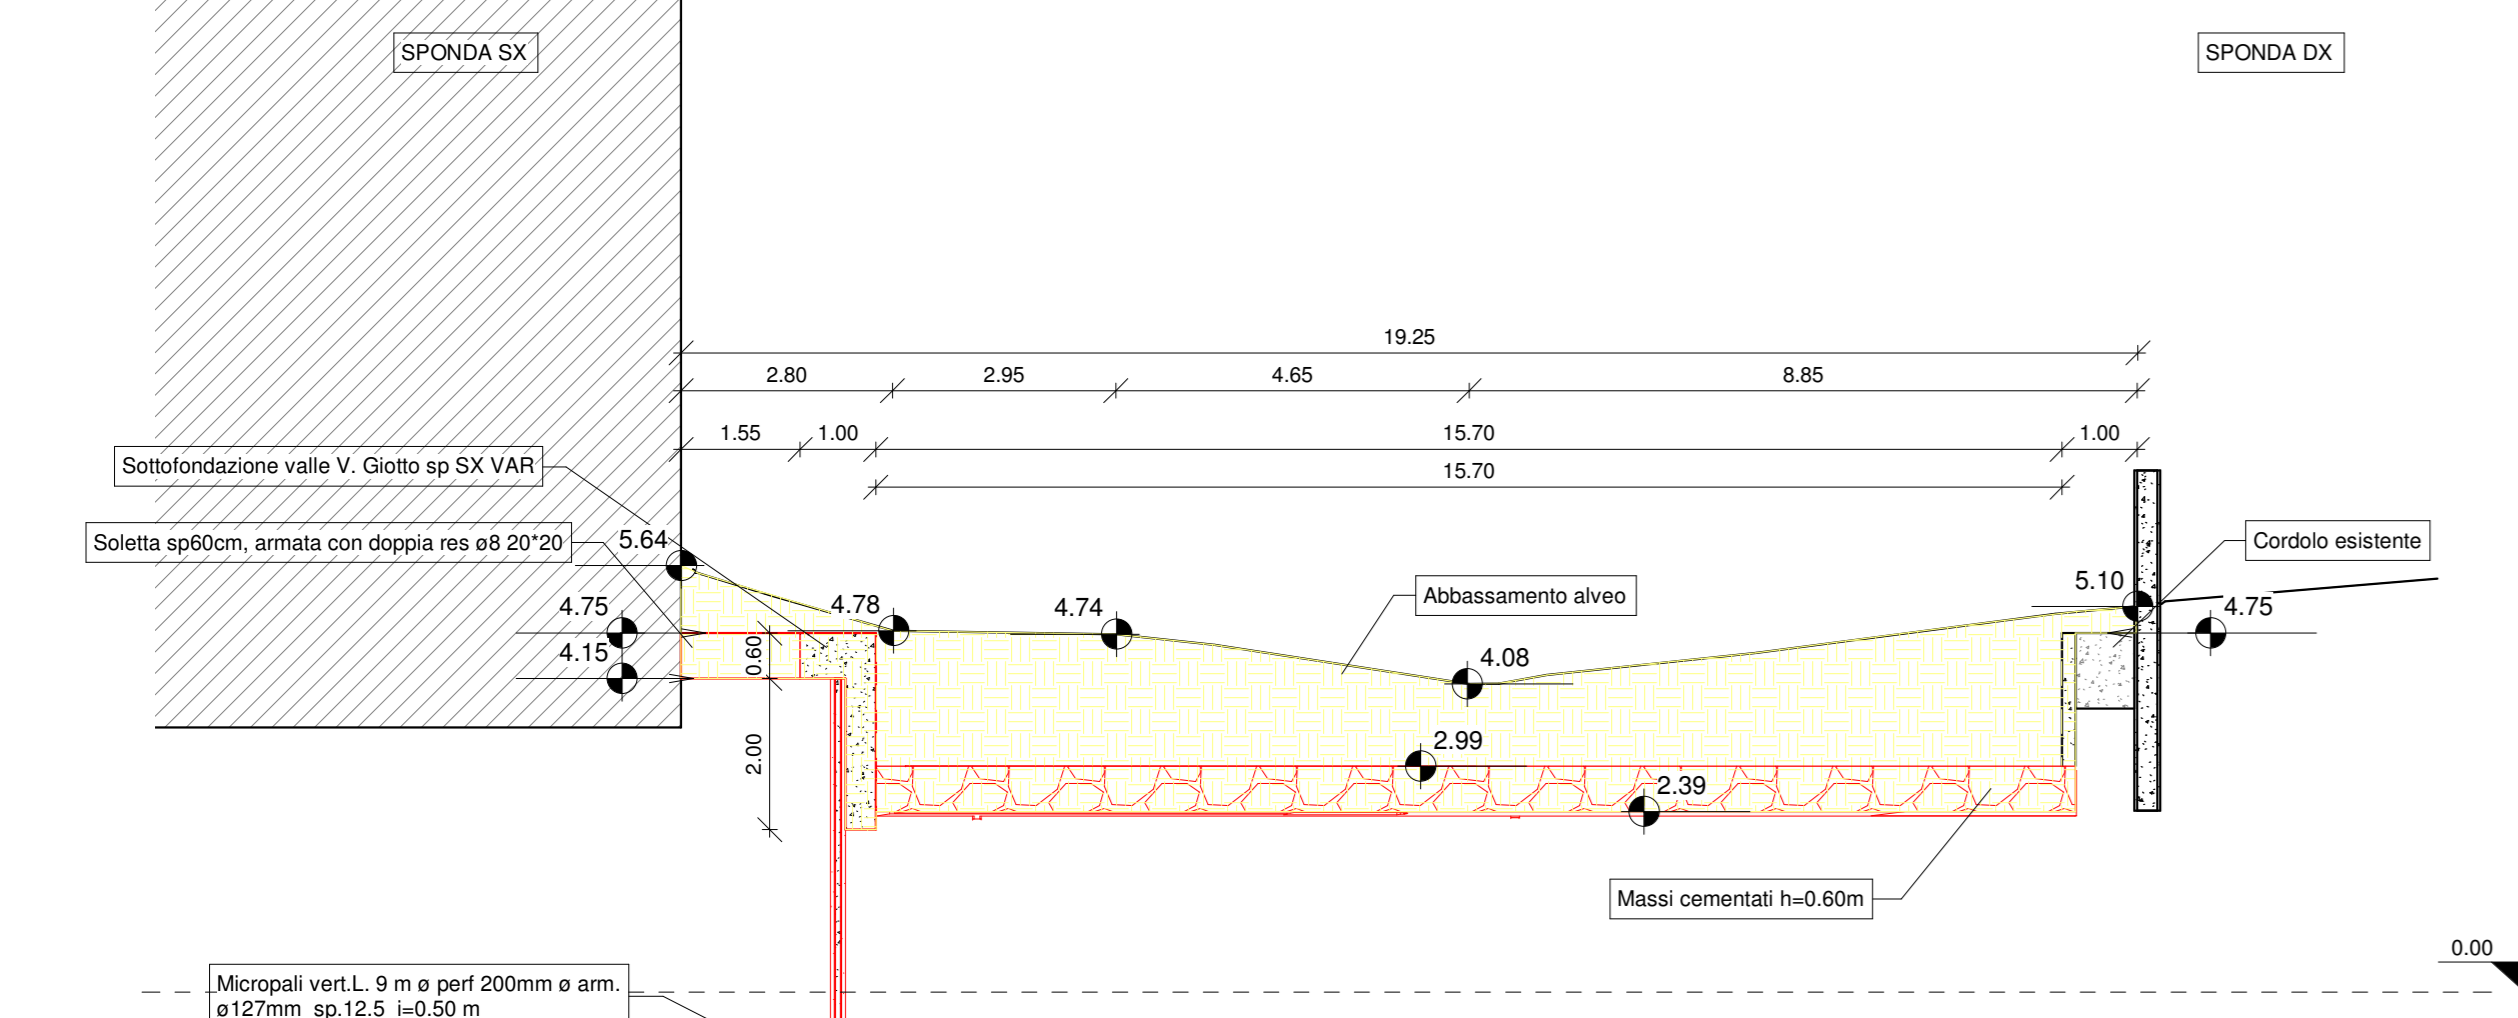 SPONDA SX
SPONDA DX
19.25
2.80
2.95
4.65
8.85
1.55
1.00
15.70
1.00
15.70
Sottofondazione valle V. Giotto sp SX VAR
Soletta sp60cm, armata con doppia res ø8 20*20
5.64
Cordolo esistente
Abbassamento alveo
4.75
4.78
4.74
5.10
4.75
4.15
0.60
4.08
2.00
2.99
2.39
Massi cementati h=0.60m
0.00
Micropali vert.L. 9 m ø perf 200mm ø arm.
ø127mm sp.12.5 i=0.50 m